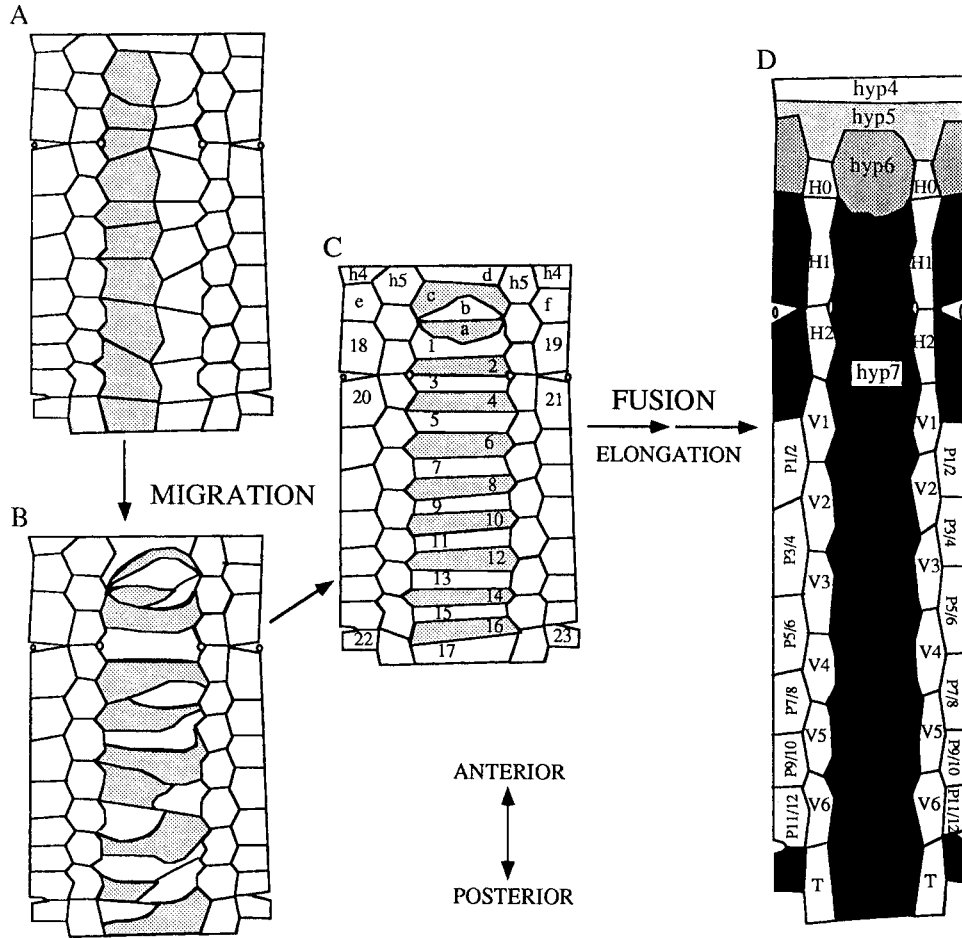 A
B
MIGRATION
C
h4
h5
d
h5
h4
e
c
b
f
a
18
1
19
2
3
20
4
21
5
6
7
8
9
10
11
12
13
14
15
16
22
17
23
FUSION
ELONGATION
ANTERIOR
POSTERIOR
D
hyp4
hyp5
hyp6
H0
H0
H1
H1
H2
H2
hyp7
V1
V1
P1/2
P1/2
V2
V2
P3/4
P3/4
V3
V3
P5/6
P5/6
V4
V4
P7/8
P7/8
V5
V5
P9/10
P9/10
V6
V6
P11/12
P11/12
T
T